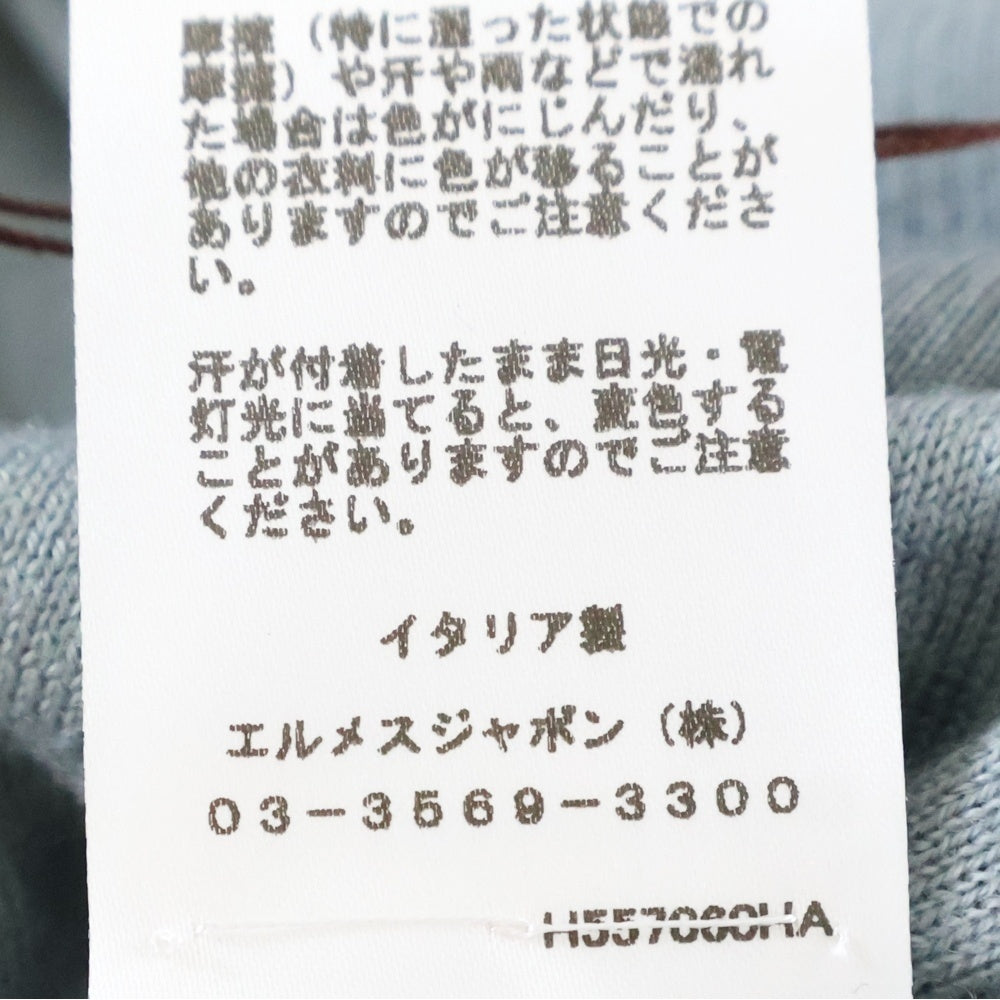 摩擦（特に湿った状態での
摩擦）や汗や雨などで濡れ
た場合は色がにじんだり、
他の衣料に色が移ることが
ありますのでご注意くださ
い。
汗が付着したまま日光・電
灯光に当てると、変色する
ことがありますのでご注意
ください。
イタリア製
エルメスジャポン（株）
０３－３５６９－３３００
H557060HA